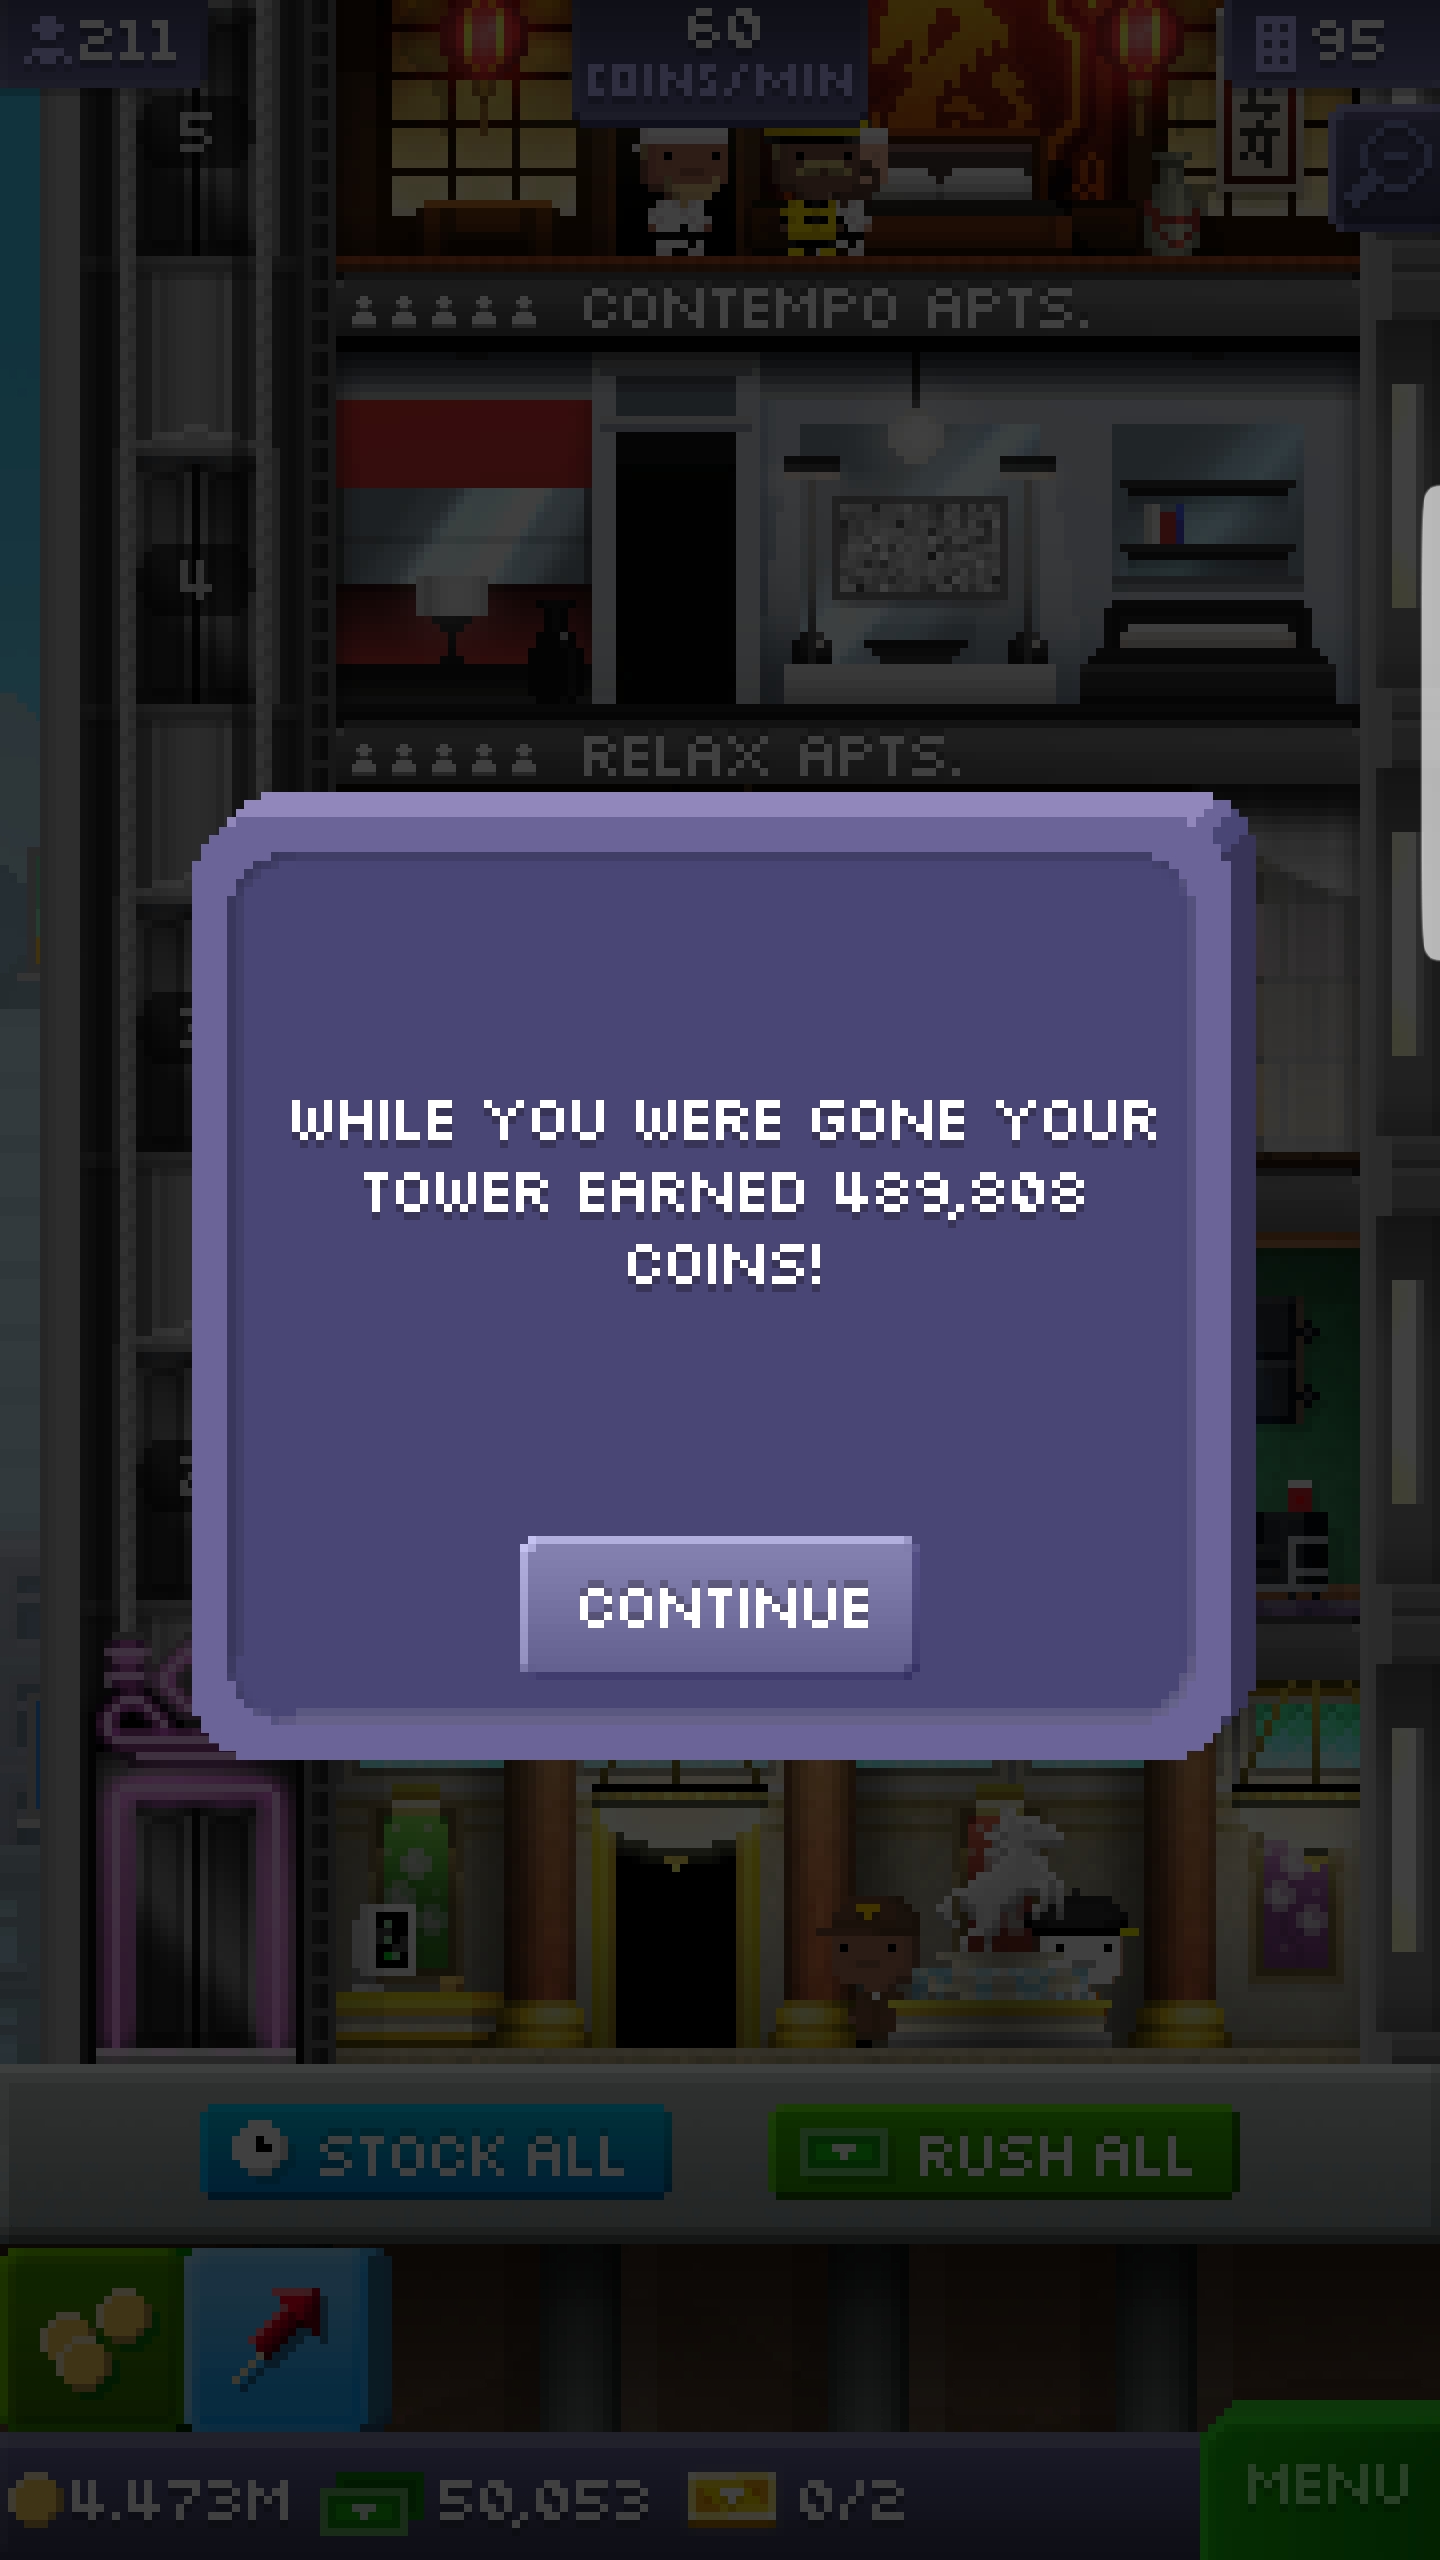 211
60
COINS/MIN
95
5
CONTEMPO APTS.
4
RELAX APTS.
WHILE YOU WERE GONE YOUR
TOWER EARNED 489,808
COINS!
CONTINUE
STOCK ALL
RUSH ALL
4.473M
50,053
0/2
MENU